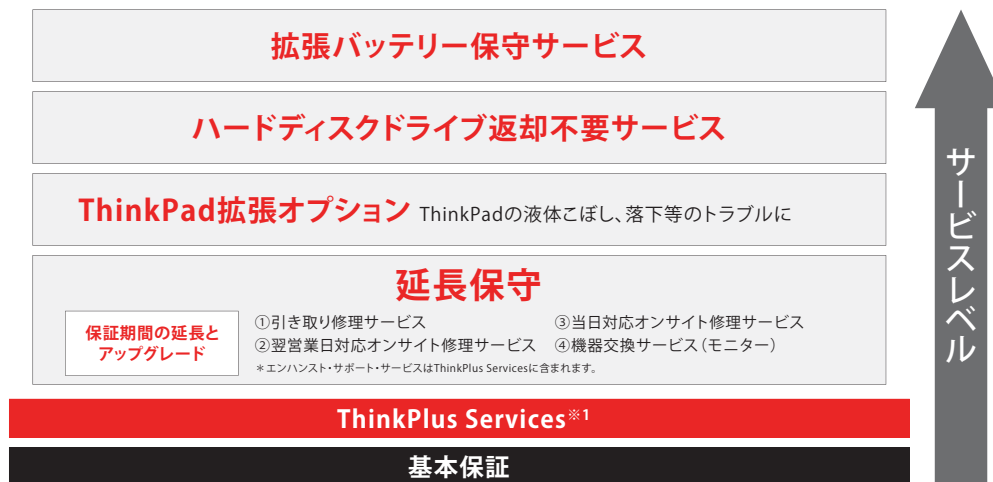 拡張バッテリー保守サービス
ハードディスクドライブ返却不要サービス
ThinkPad拡張オプション ThinkPadの液体こぼし、落下等のトラブルに
延長保守
保証期間の延長と
アップグレード
①引き取り修理サービス
②翌営業日対応オンサイト修理サービス
③当日対応オンサイト修理サービス
④機器交換サービス（モニター）
＊エンハンスト・サポート・サービスはThinkPlus Servicesに含まれます。
ThinkPlus Services※1
基本保証
サービスレベル